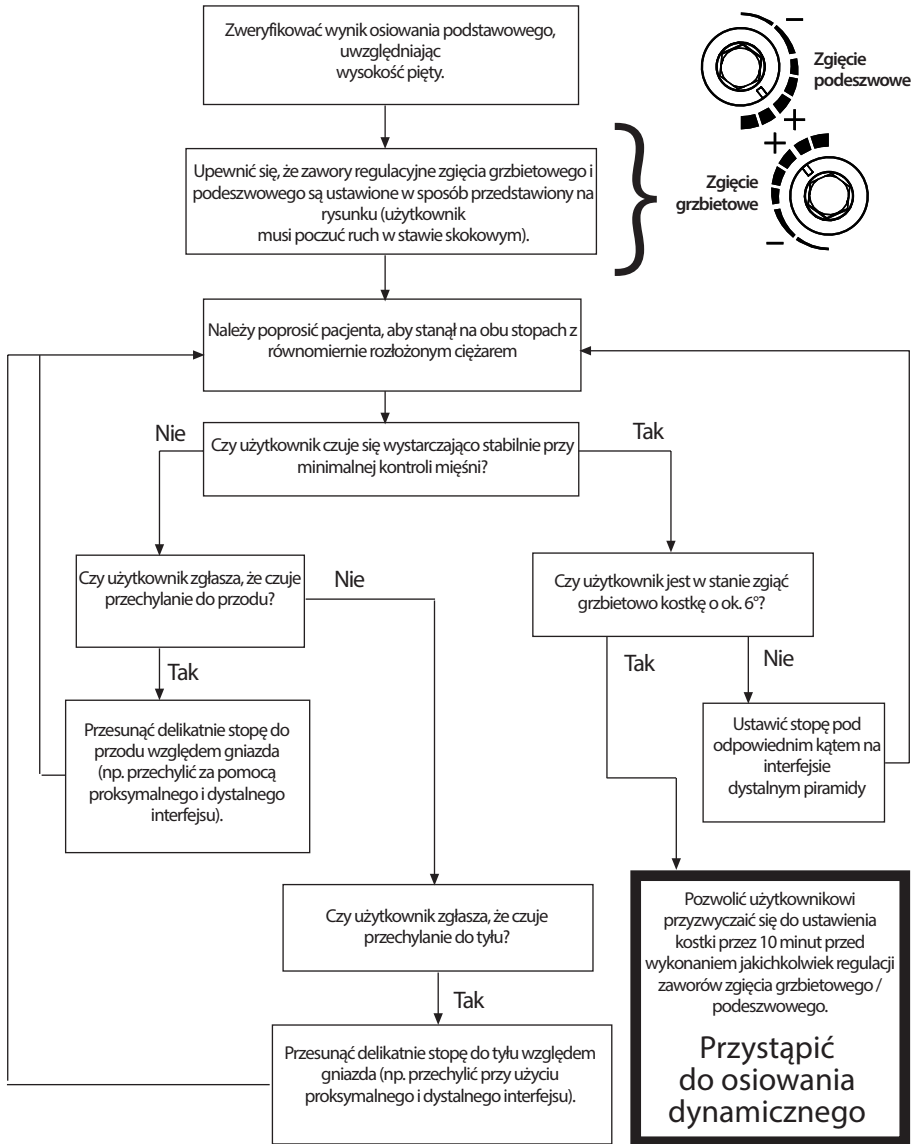 Zweryfikować wynik osiowania podstawowego,
uwzględniając
wysokość pięty.
Zgięcie
podeszwowe
Upewnić się, że zawory regulacyjne zgięcia grzbietowego i
podeszwowego są ustawione w sposób przedstawiony na
rysunku (użytkownik
musi poczuć ruch w stawie skokowym).
Zgięcie
grzbietowe
Należy poprosić pacjenta, aby stanął na obu stopach z
równomiernie rozłożonym ciężarem
Nie
Tak
Czy użytkownik czuje się wystarczająco stabilnie przy
minimalnej kontroli mięśni?
Czy użytkownik zgłasza, że czuje
przechylanie do przodu?
Nie
Czy użytkownik jest w stanie zgiąć
grzbietowo kostkę o ok. 6°?
Tak
Tak
Nie
Przesunąć delikatnie stopę do
przodu względem gniazda
(np. przechylić za pomocą
proksymalnego i dystalnego
interfejsu).
Ustawić stopę pod
odpowiednim kątem na
interfejsie
dystalnym piramidy
Czy użytkownik zgłasza, że czuje
przechylanie do tyłu?
Tak
Przesunąć delikatnie stopę do tyłu względem
gniazda (np. przechylić przy użyciu
proksymalnego i dystalnego interfejsu).
Pozwolić użytkownikowi
przyzwyczaić się do ustawienia
kostki przez 10 minut przed
wykonaniem jakichkolwiek regulacji
zaworów zgięcia grzbietowego /
podeszwowego.
Przystąpić
do osiowania
dynamicznego